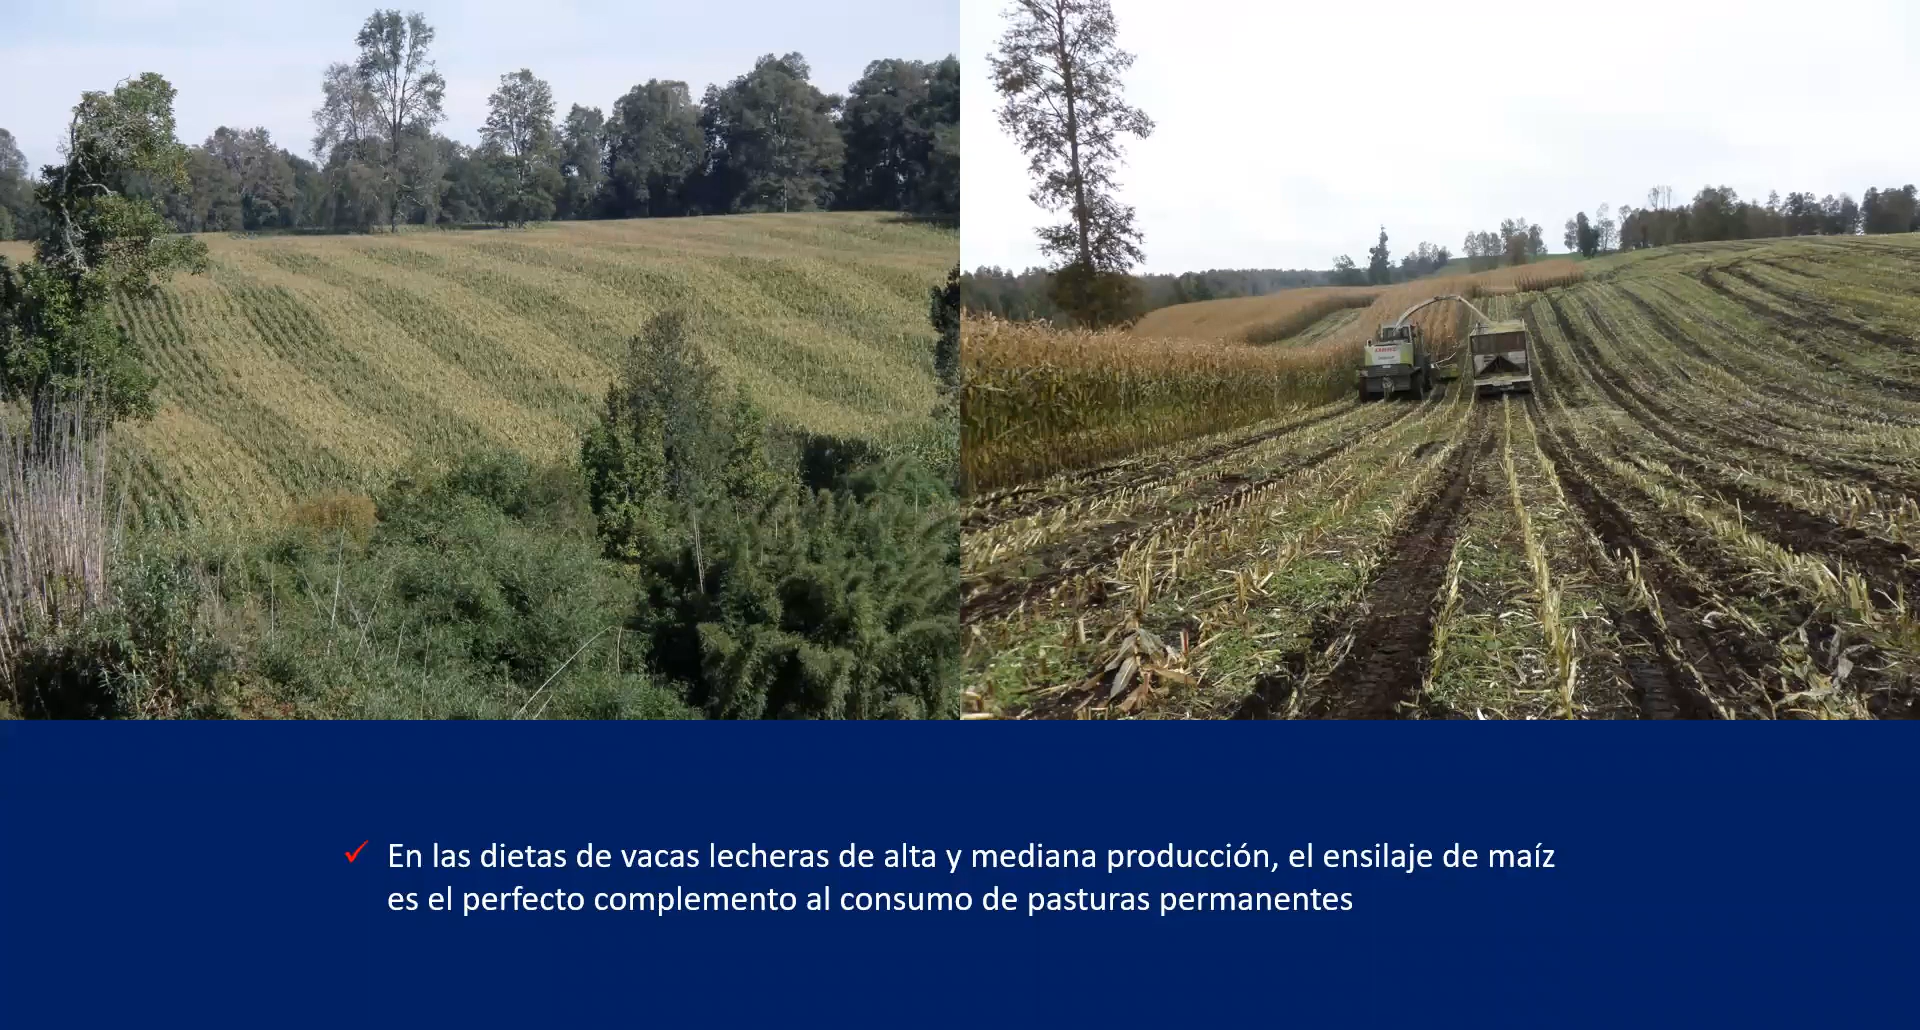 En las dietas de vacas lecheras de alta y mediana producción, el ensilaje de maíz
es el perfecto complemento al consumo de pasturas permanentes